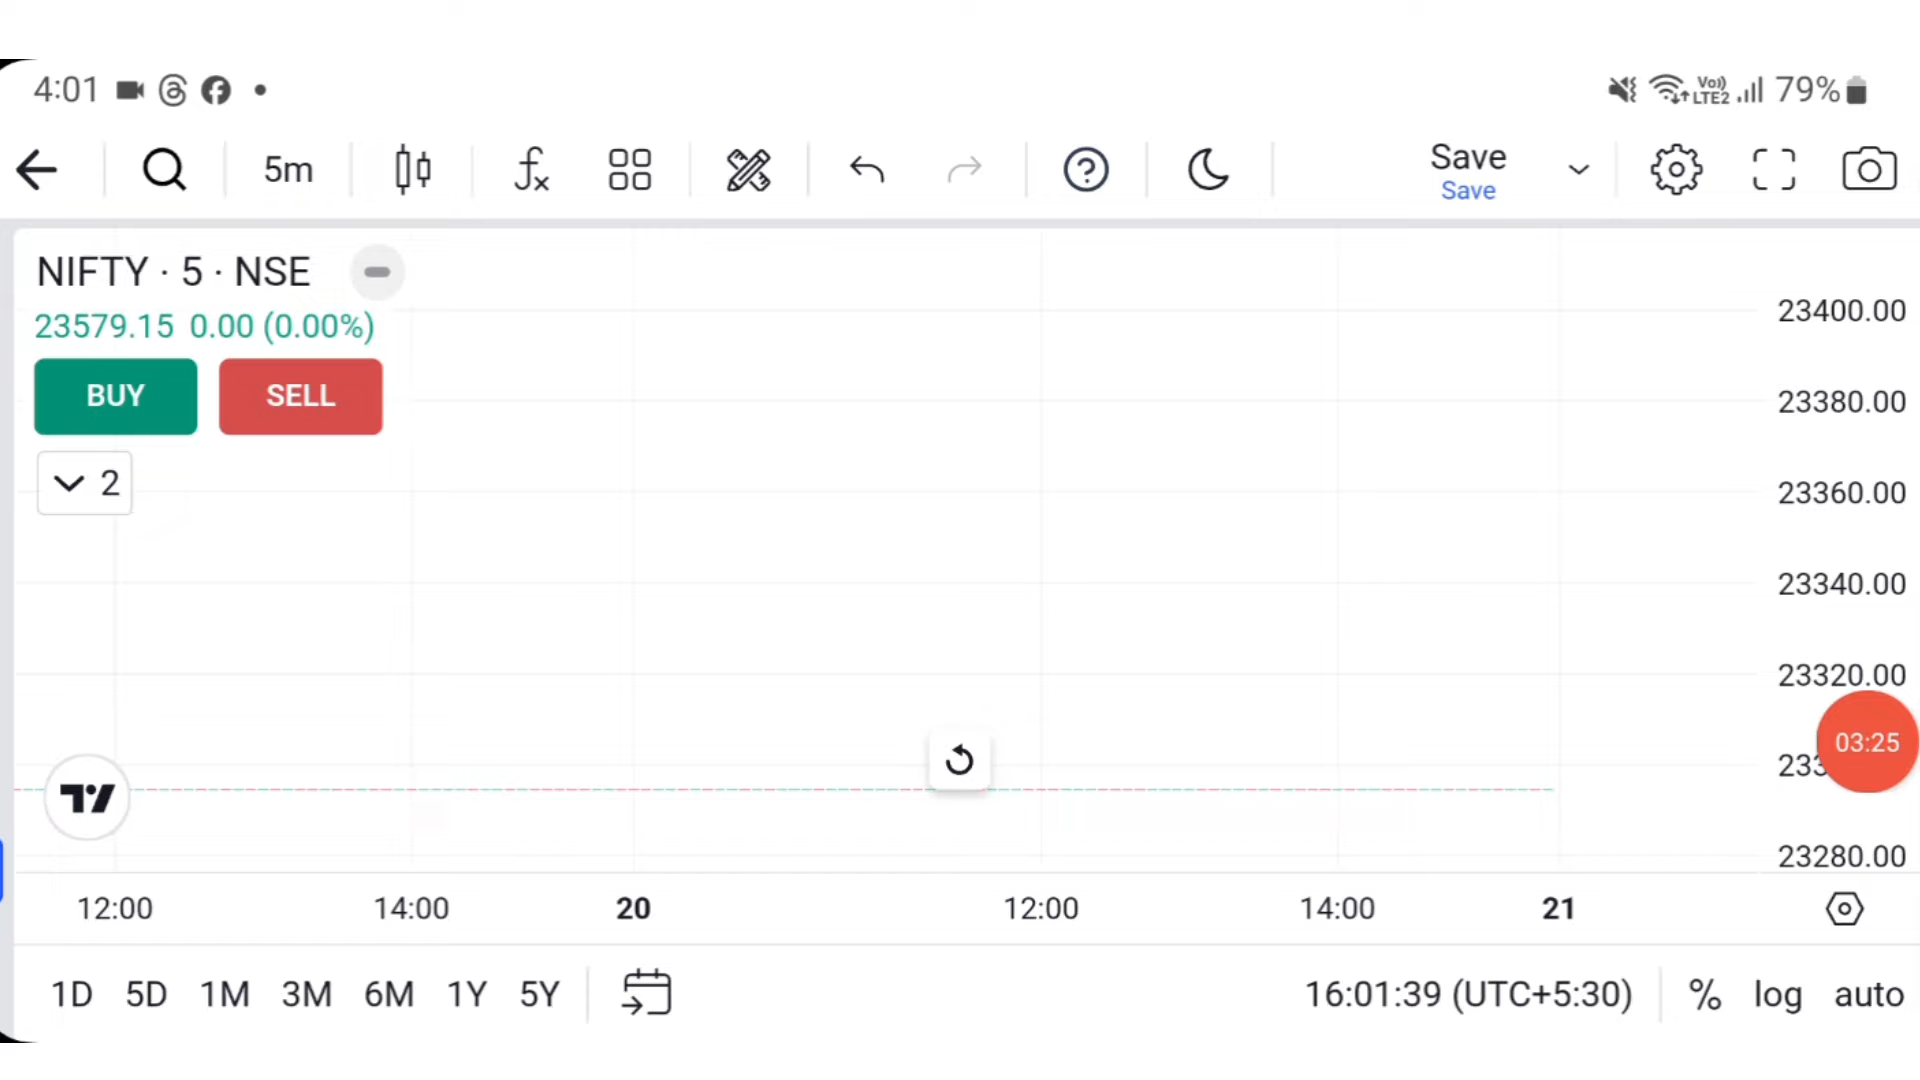 4:01
Vo))
LTE2
79%
5m
Save
Save
NIFTY · 5 · NSE
23579.15 0.00 (0.00%)
BUY
SELL
2
23400.00
23380.00
23360.00
23340.00
23320.00
03:25
23280.00
12:00
14:00
20
12:00
14:00
21
1D 5D 1M 3M 6M 1Y 5Y
16:01:39 (UTC+5:30)
% log auto